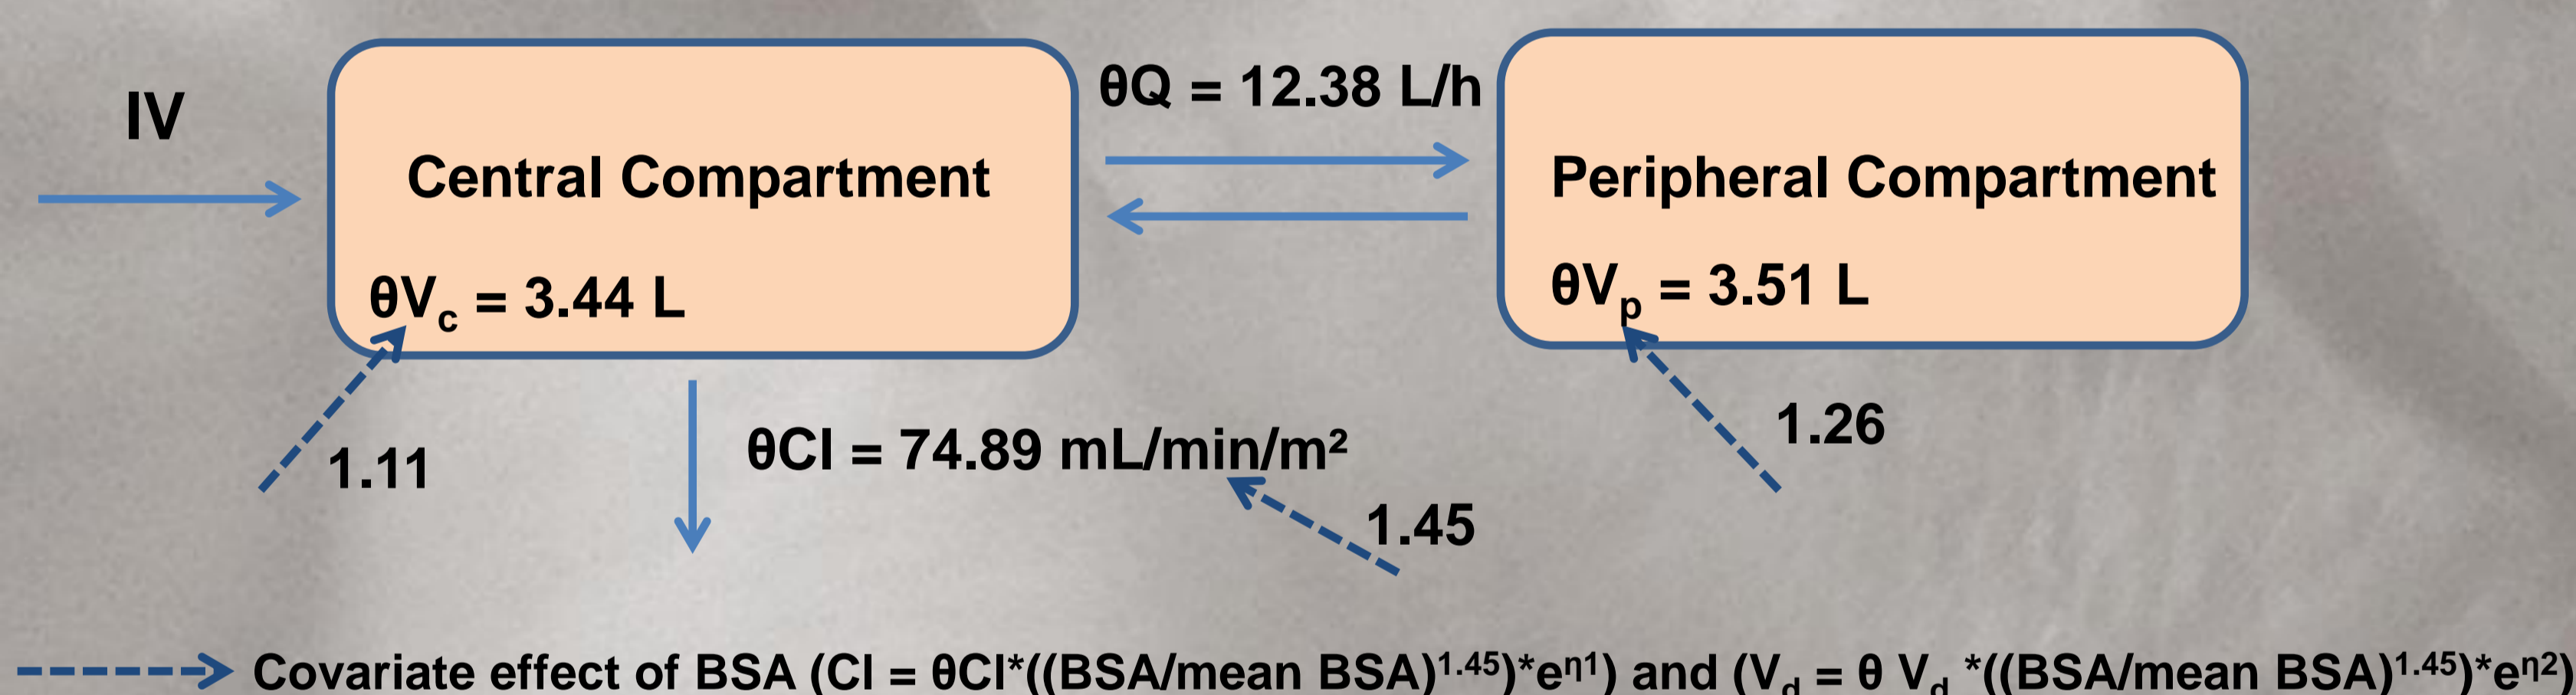 IV
Central Compartment
θVc = 3.44 L
θQ = 12.38 L/h
Peripheral Compartment
θVp = 3.51 L
1.11
θCl = 74.89 mL/min/m²
1.45
1.26
Covariate effect of BSA (Cl = θCl*((BSA/mean BSA)^1.45)*e^η1) and (Vd = θ Vd *((BSA/mean BSA)^1.45)*e^η2)